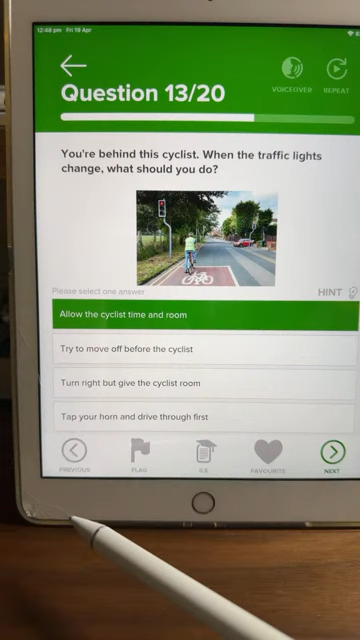 12:48 pm Fri 19 Apr
Question 13/20
VOICEOVER
REPEAT
You're behind this cyclist. When the traffic lights
change, what should you do?
Please select one answer
HINT
Allow the cyclist time and room
Try to move off before the cyclist
Turn right but give the cyclist room
Tap your horn and drive through first
PREVIOUS
FLAG
FAVOURITE
NEXT